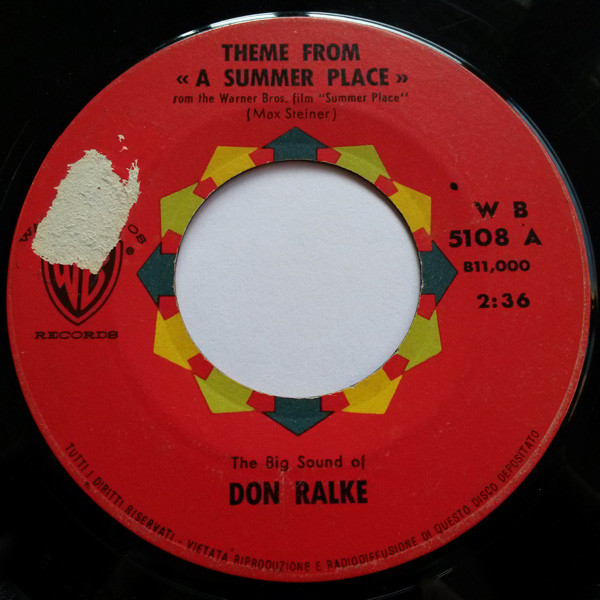 THEME FROM
« A SUMMER PLACE »
rom the Warner Bros. film "Summer Place"
(Max Steiner)
W B
5108 A
B11,000
2:36
WB
RECORDS
The Big Sound of
DON RALKE
TUTTI I DIRITTI RISERVATI - VIETATA RIPRODUZIONE E RADIODIFFUSIONE DI QUESTO DISCO DEPOSITATO